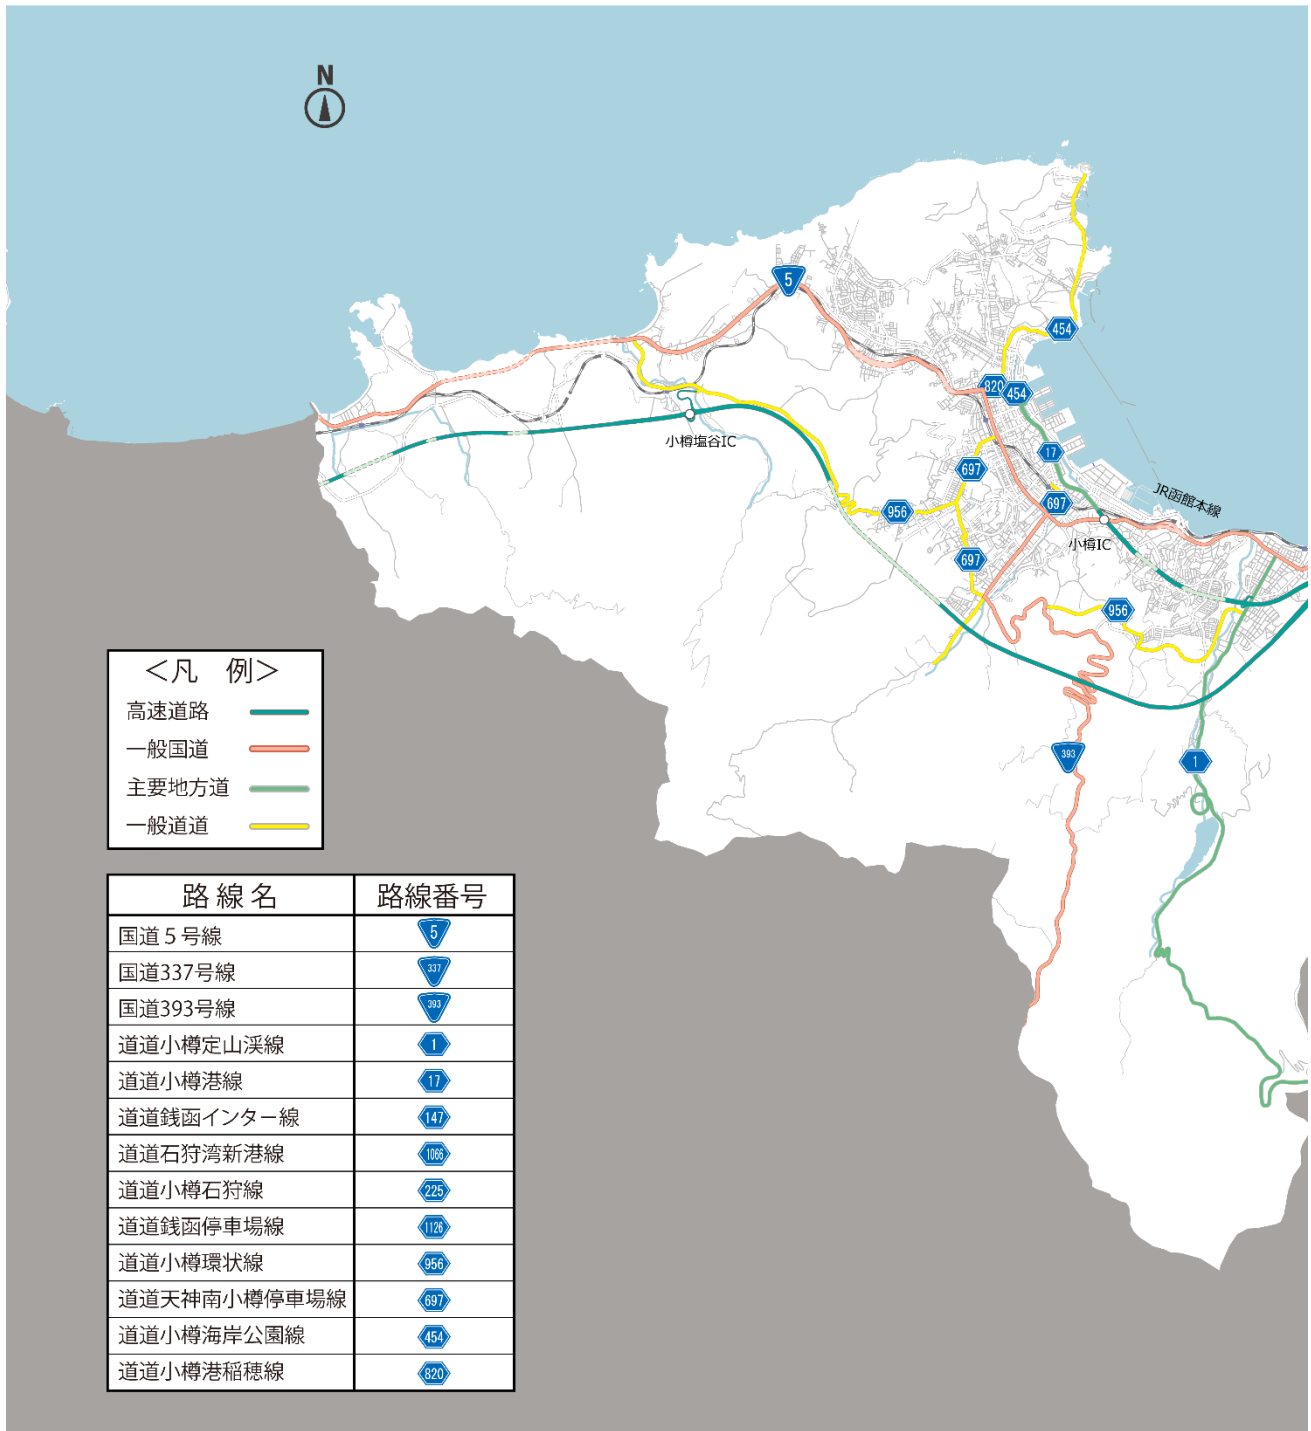 N
5
454
820
454
小樽塩谷IC
17
697
JR函館本線
956
697
小樽IC
697
956
393
1
＜凡　例＞
高速道路
一般国道
主要地方道
一般道道
路線名 路線番号
国道５号線 5
国道337号線 337
国道393号線 393
道道小樽定山渓線 1
道道小樽港線 17
道道銭函インター線 147
道道石狩湾新港線 1066
道道小樽石狩線 225
道道銭函停車場線 1126
道道小樽環状線 956
道道天神南小樽停車場線 697
道道小樽海岸公園線 454
道道小樽港稲穂線 820